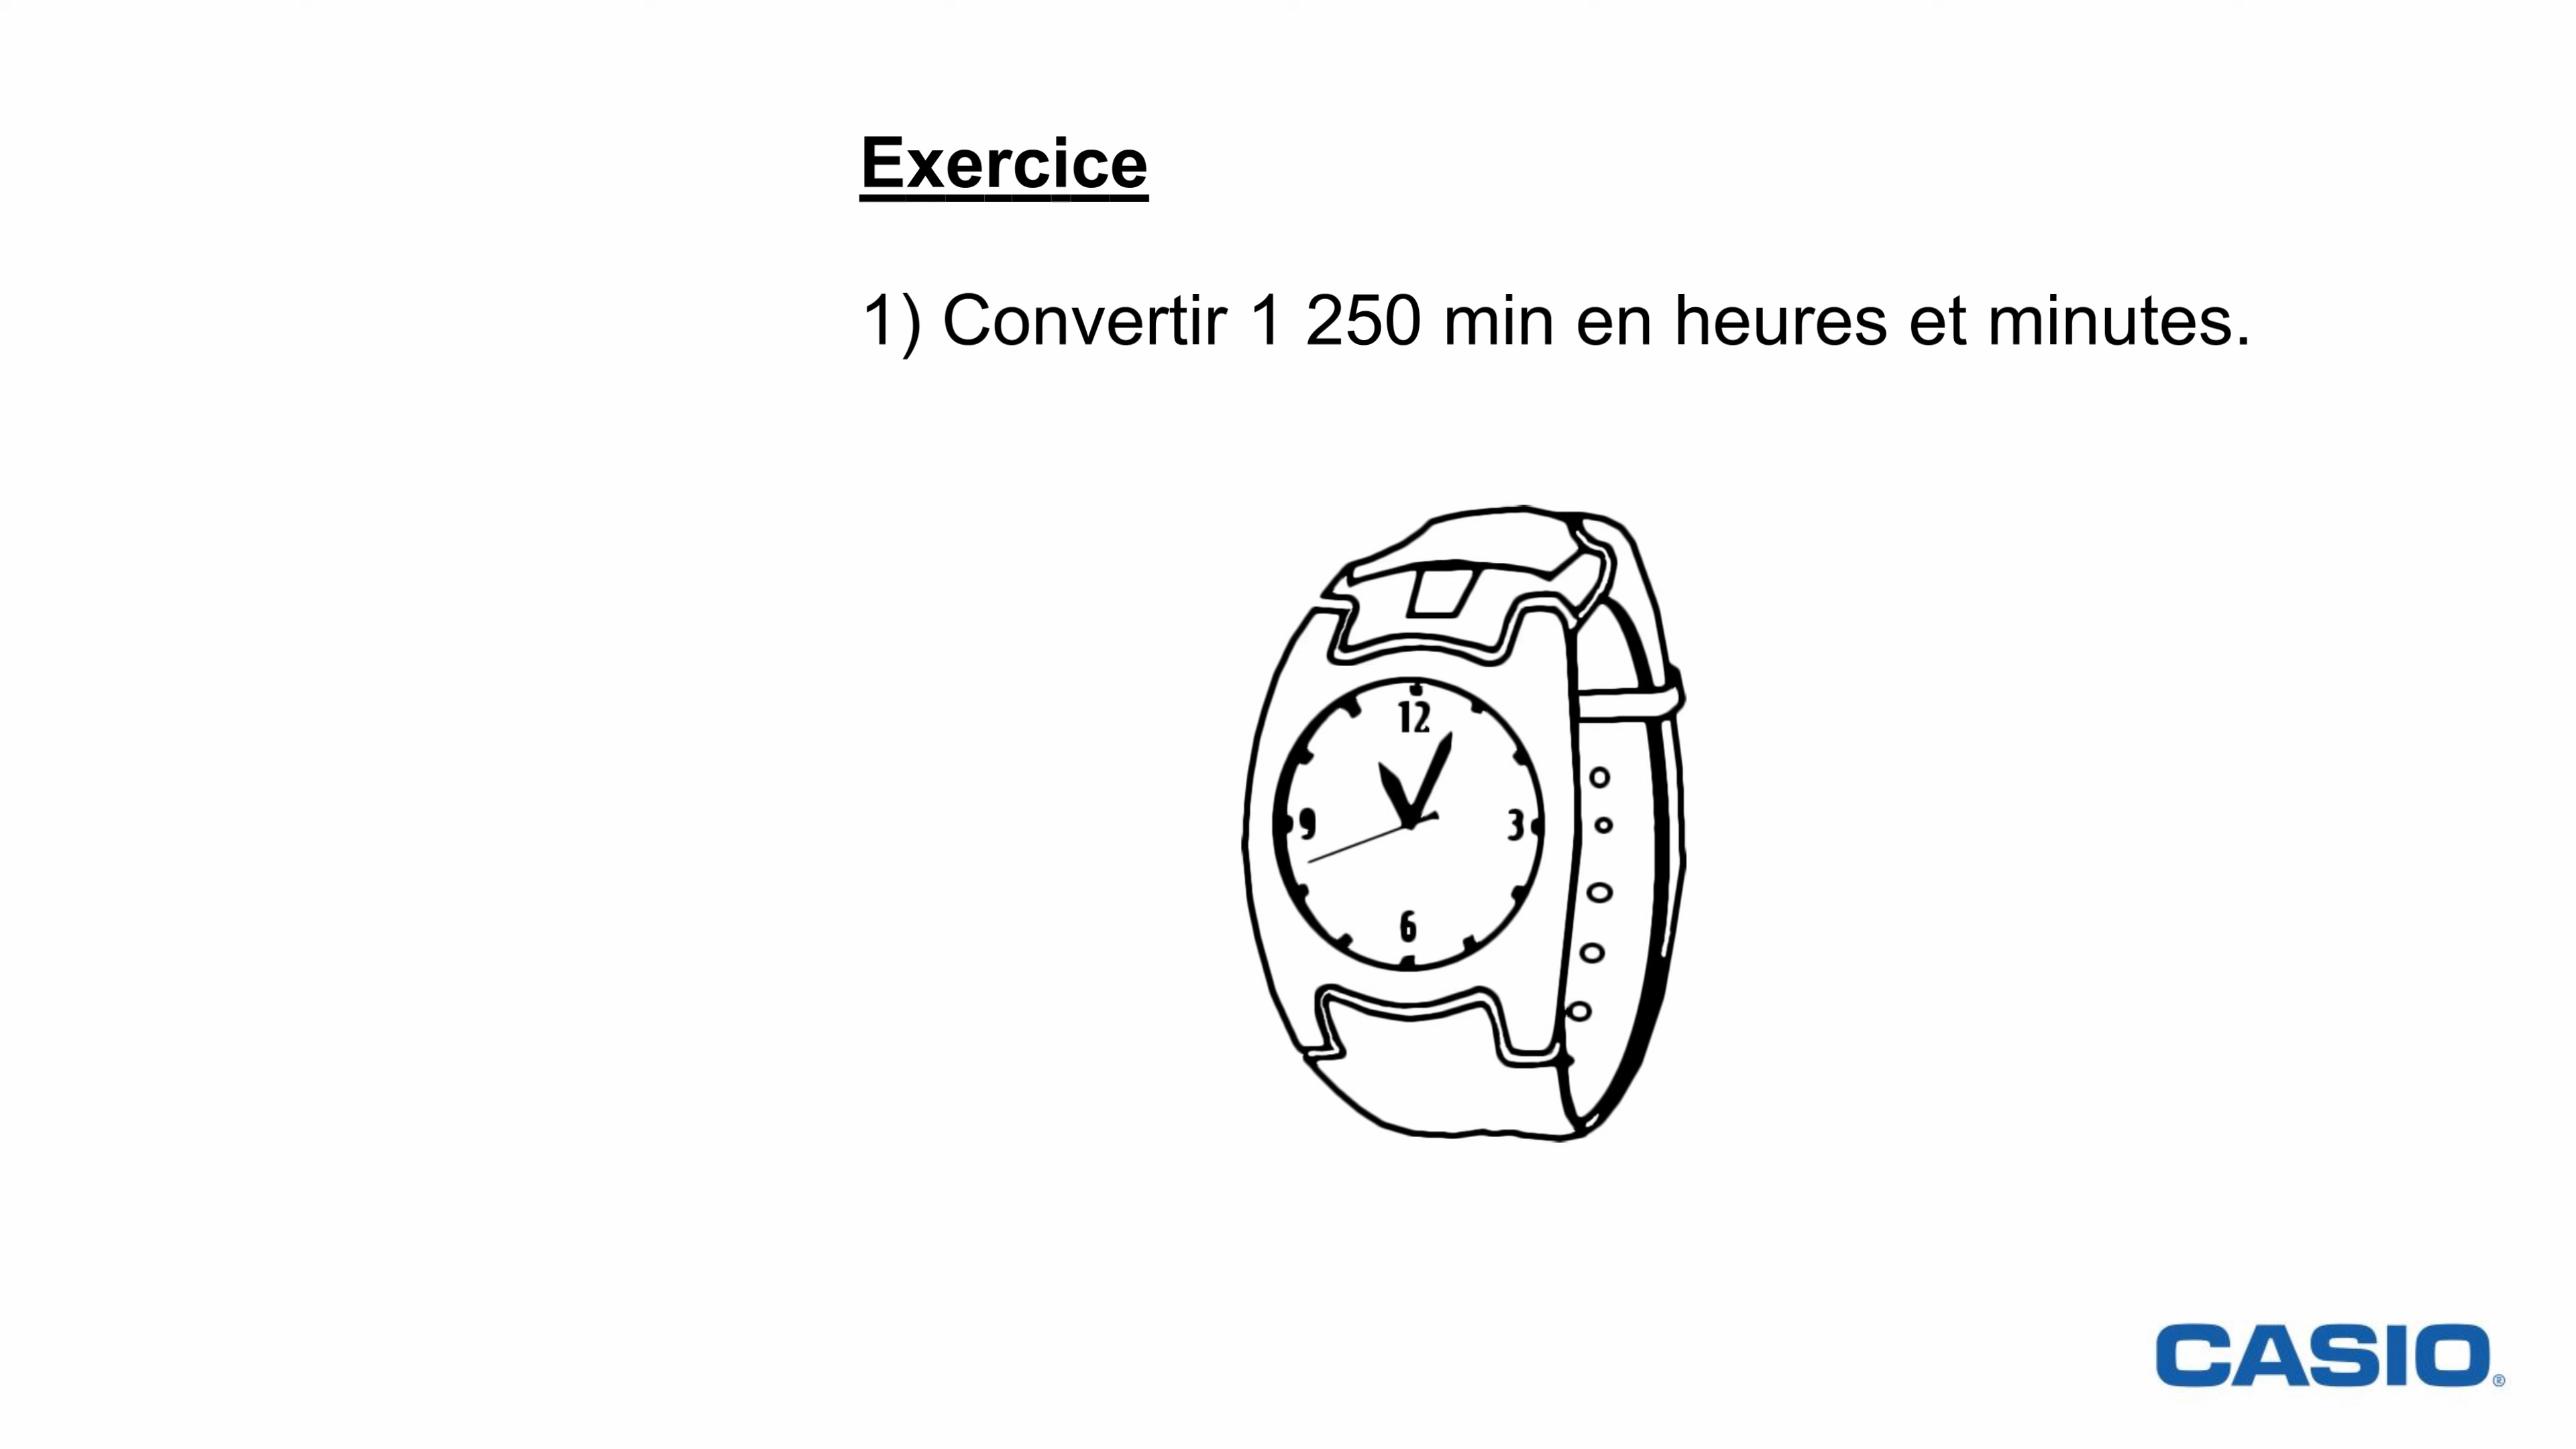 Exercice
1) Convertir 1 250 min en heures et minutes.
12
9
3
6
CASIO®